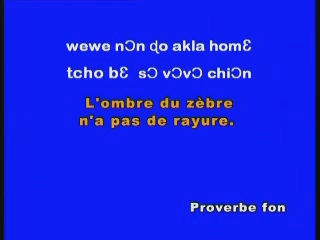 wewe nƆn ɖo akla homƐ
tcho bƐ sƆ vƆvƆ chiƆn
L'ombre du zèbre
n'a pas de rayure.
Proverbe fon